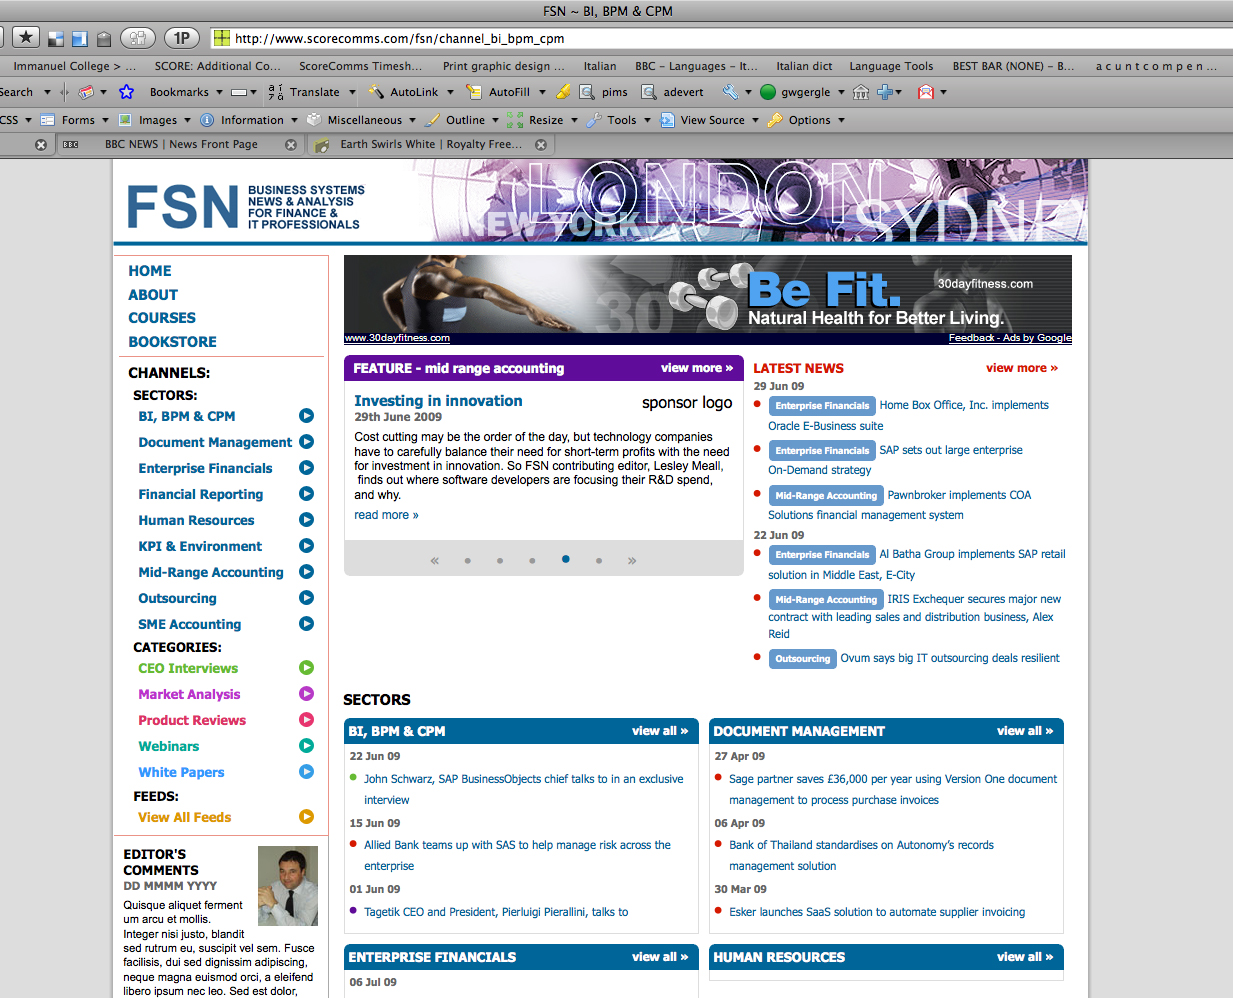 FSN ~ BI, BPM & CPM
1P
http://www.scorecomms.com/fsn/channel_bi_bpm_cpm
Immanuel College > ... SCORE: Additional Co... ScoreComms Timesh... Print graphic design ... Italian BBC – Languages – It... Italian dict Language Tools BEST BAR (NONE) – B... a c u n t c o m p e n ...
Search Bookmarks Translate AutoLink AutoFill pims adevert gwgergle
CSS Forms Images Information Miscellaneous Outline Resize Tools View Source Options
BBC BBC NEWS | News Front Page Earth Swirls White | Royalty Free...
FSN
BUSINESS SYSTEMS
NEWS & ANALYSIS
FOR FINANCE &
IT PROFESSIONALS
LONDON
NEW YORK
SYDNEY
HOME
ABOUT
COURSES
BOOKSTORE
CHANNELS:
SECTORS:
BI, BPM & CPM
Document Management
Enterprise Financials
Financial Reporting
Human Resources
KPI & Environment
Mid-Range Accounting
Outsourcing
SME Accounting
CATEGORIES:
CEO Interviews
Market Analysis
Product Reviews
Webinars
White Papers
FEEDS:
View All Feeds
EDITOR'S
COMMENTS
DD MMMM YYYY
Quisque aliquet ferment
um arcu et mollis.
Integer nisi justo, blandit
sed rutrum eu, suscipit vel sem. Fusce
facilisis, dui sed dignissim adipiscing,
neque magna euismod orci, a eleifend
libero ipsum nec leo. Sed est dolor,
30
Be Fit.
30dayfitness.com
Natural Health for Better Living.
www.30dayfitness.com
Feedback - Ads by Google
FEATURE - mid range accounting view more »
Investing in innovation
sponsor logo
29th June 2009
Cost cutting may be the order of the day, but technology companies
have to carefully balance their need for short-term profits with the need
for investment in innovation. So FSN contributing editor, Lesley Meall,
finds out where software developers are focusing their R&D spend,
and why.
read more »
« »
LATEST NEWS view more »
29 Jun 09
Enterprise Financials Home Box Office, Inc. implements
Oracle E-Business suite
Enterprise Financials SAP sets out large enterprise
On-Demand strategy
Mid-Range Accounting Pawnbroker implements COA
Solutions financial management system
22 Jun 09
Enterprise Financials Al Batha Group implements SAP retail
solution in Middle East, E-City
Mid-Range Accounting IRIS Exchequer secures major new
contract with leading sales and distribution business, Alex
Reid
Outsourcing Ovum says big IT outsourcing deals resilient
SECTORS
BI, BPM & CPM view all »
22 Jun 09
John Schwarz, SAP BusinessObjects chief talks to in an exclusive
interview
15 Jun 09
Allied Bank teams up with SAS to help manage risk across the
enterprise
01 Jun 09
Tagetik CEO and President, Pierluigi Pierallini, talks to
DOCUMENT MANAGEMENT view all »
27 Apr 09
Sage partner saves £36,000 per year using Version One document
management to process purchase invoices
06 Apr 09
Bank of Thailand standardises on Autonomy's records
management solution
30 Mar 09
Esker launches SaaS solution to automate supplier invoicing
ENTERPRISE FINANCIALS view all »
06 Jul 09
HUMAN RESOURCES view all »